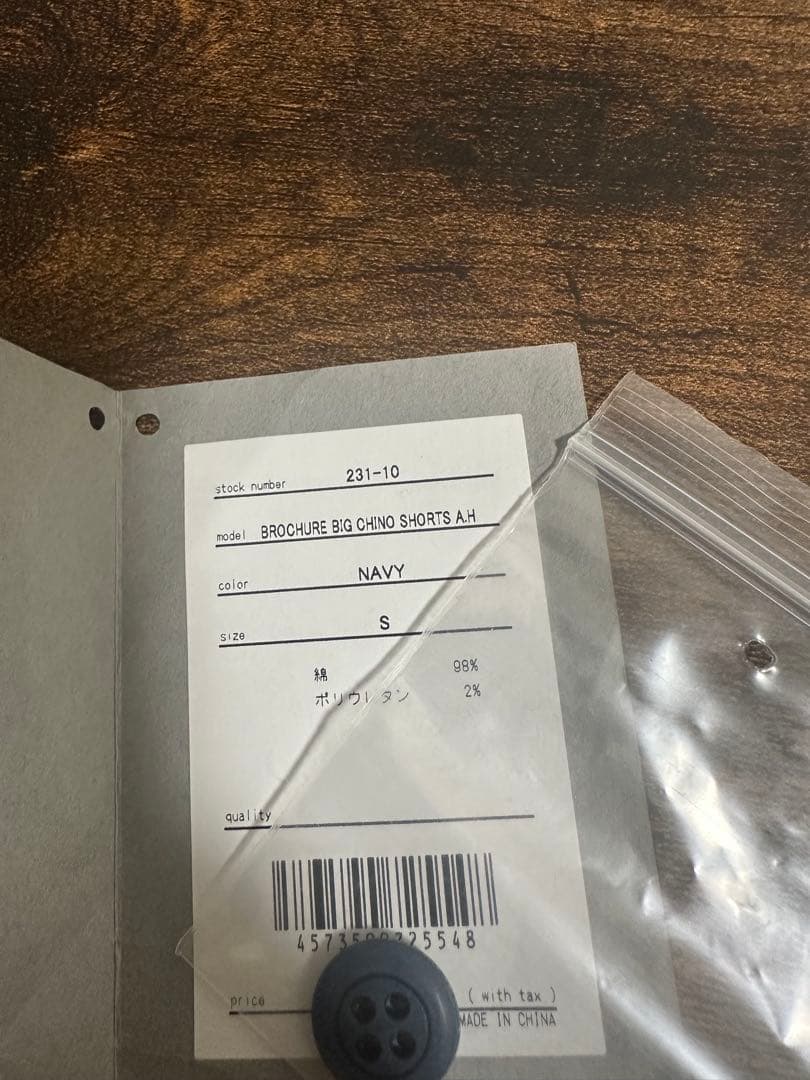 stock number 231-10
model BROCHURE BIG CHINO SHORTS A.H
color NAVY
size S
綿 98%
ポリウレタン 2%
quality
price ( with tax )
MADE IN CHINA